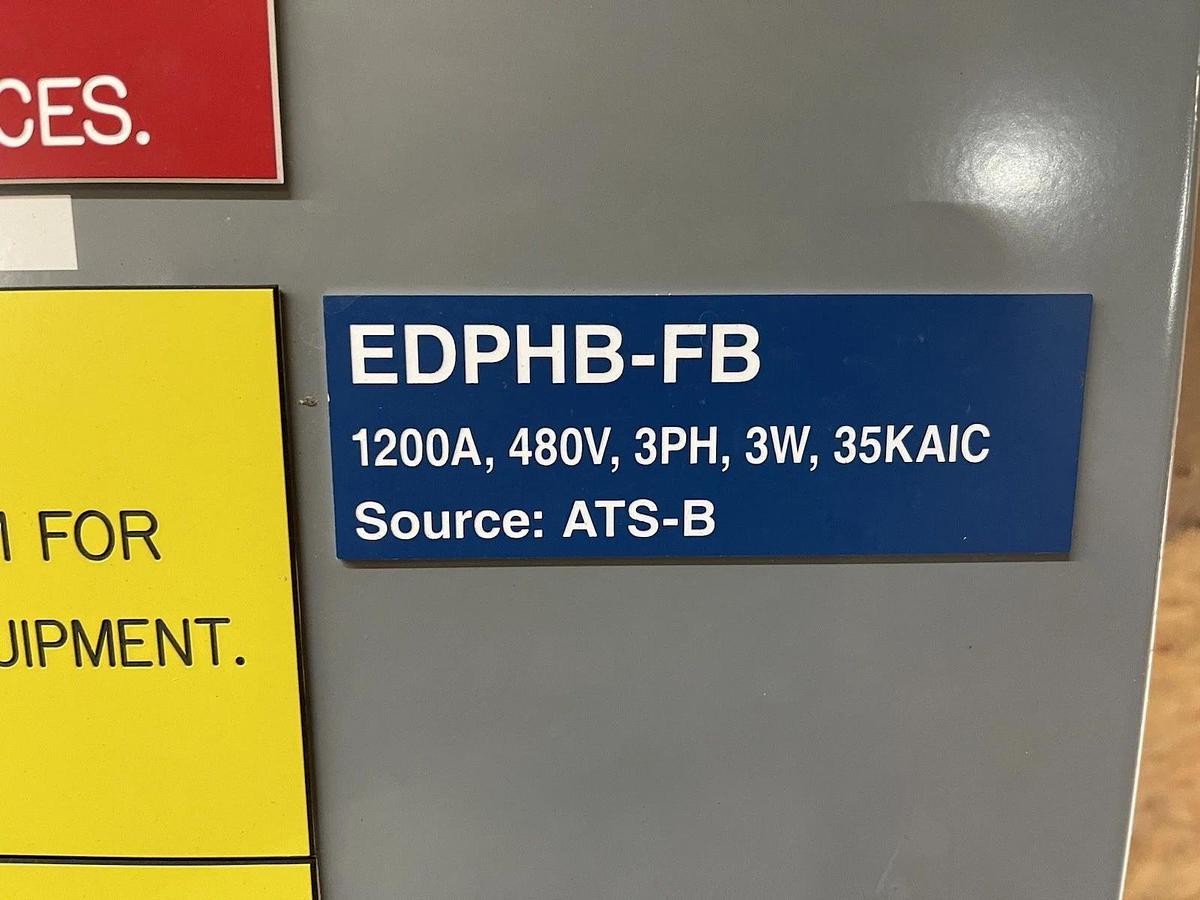 CES.
FOR
UIPMENT.
EDPHB-FB
1200A, 480V, 3PH, 3W, 35KAIC
Source: ATS-B